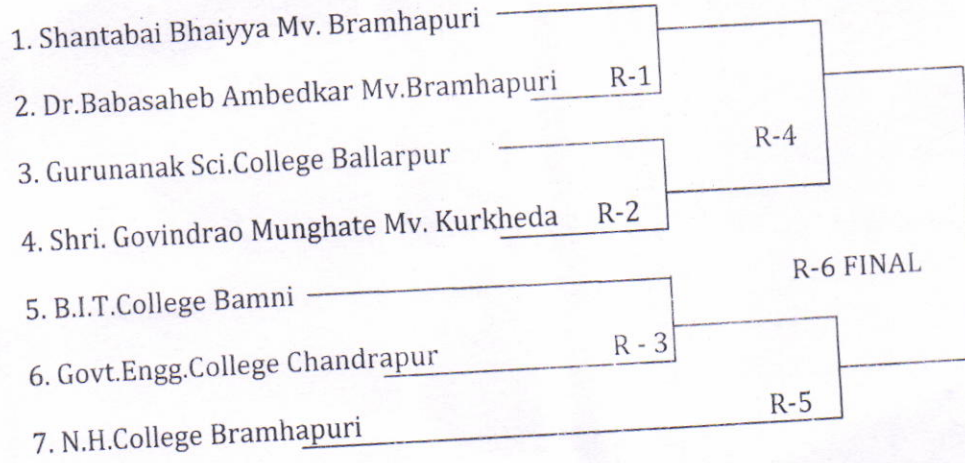 1. Shantabai Bhaiyya Mv. Bramhapuri
R-1
2. Dr.Babasaheb Ambedkar Mv.Bramhapuri
R-4
3. Gurunanak Sci.College Ballarpur
R-2
4. Shri. Govindrao Munghate Mv. Kurkheda
R-6 FINAL
5. B.I.T.College Bamni
R - 3
6. Govt.Engg.College Chandrapur
R-5
7. N.H.College Bramhapuri